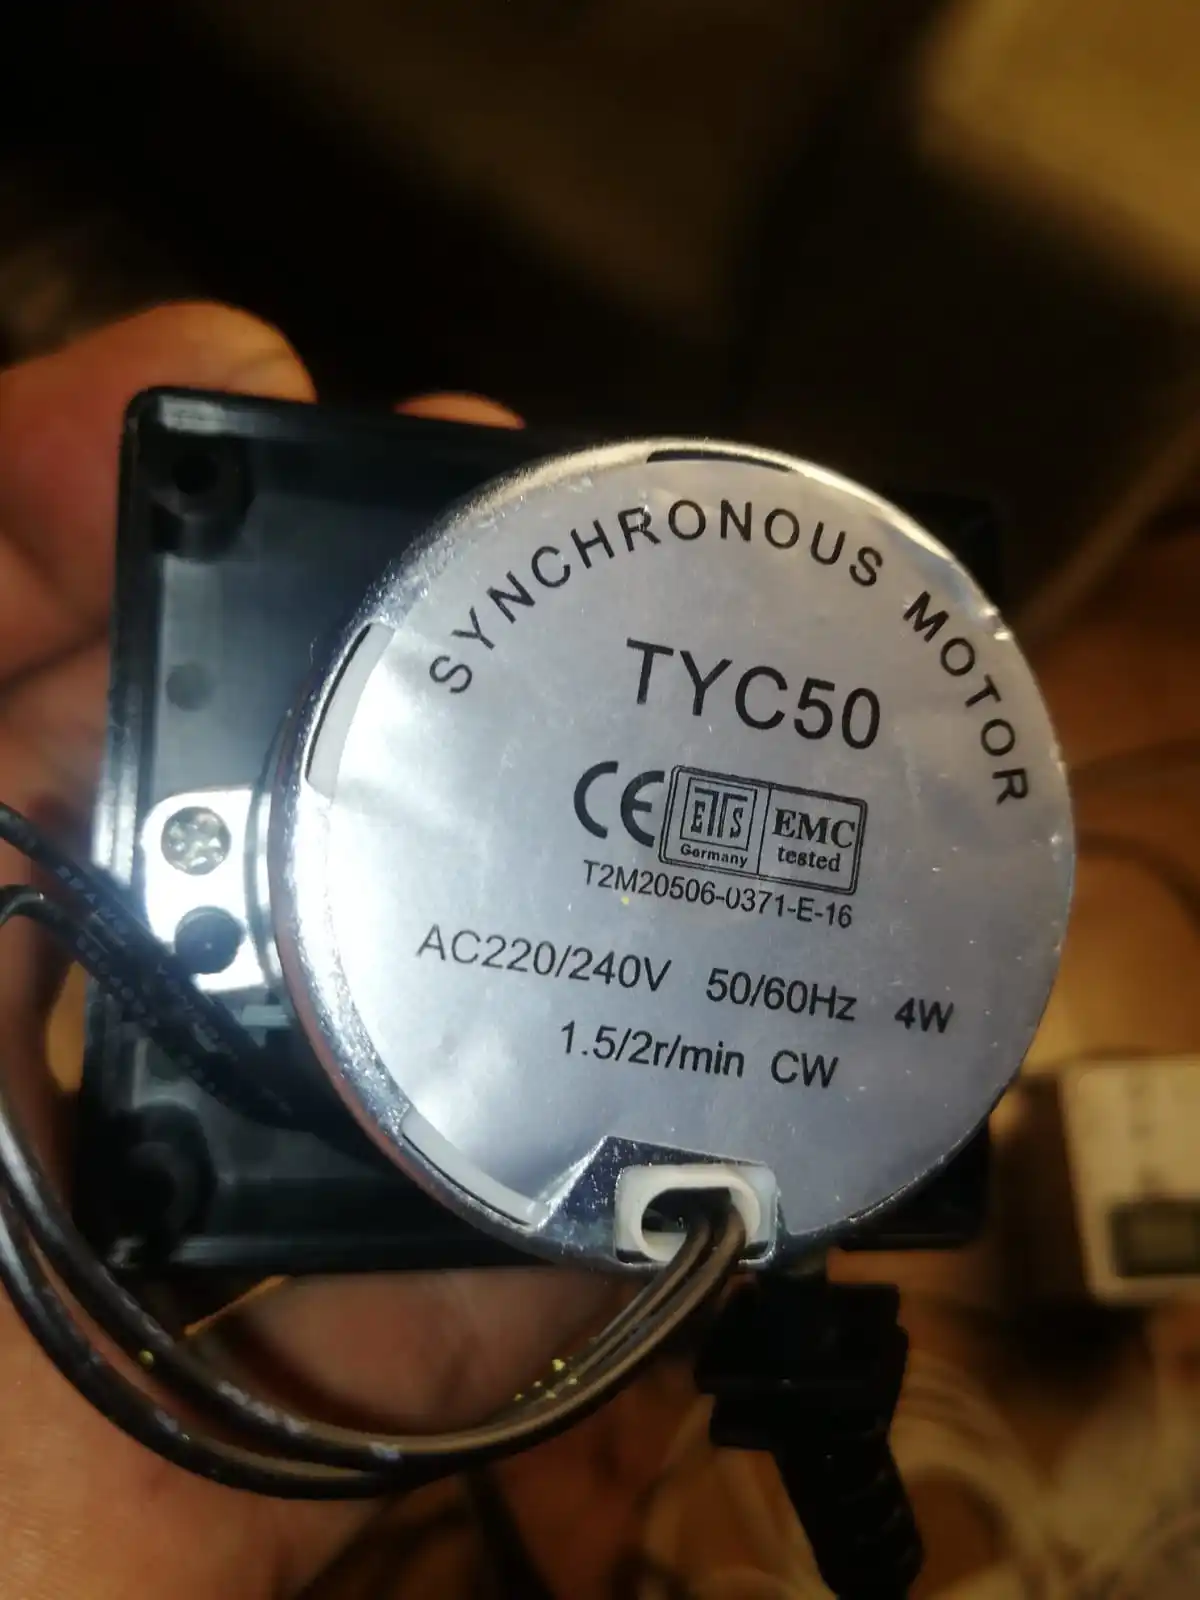 SYNCHRONOUS MOTOR
TYC50
CE ETS Germany EMC tested
T2M20506-0371-E-16
AC220/240V 50/60Hz 4W
1.5/2r/min CW